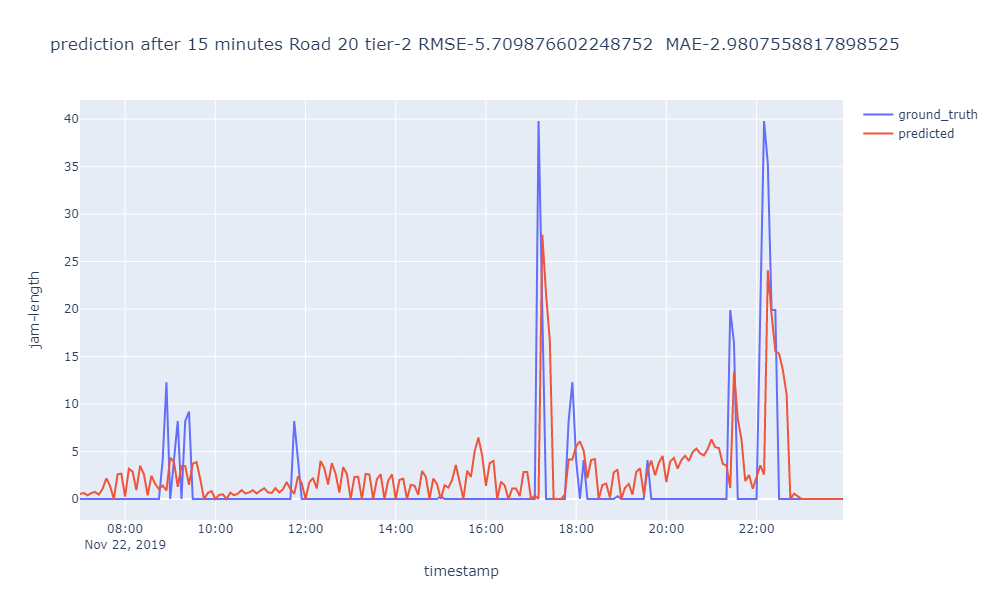 prediction after 15 minutes Road 20 tier-2 RMSE-5.709876602248752  MAE-2.9807558817898525
ground_truth
predicted
40
35
30
25
20
15
10
5
0
jam-length
08:00 10:00 12:00 14:00 16:00 18:00 20:00 22:00
Nov 22, 2019
timestamp